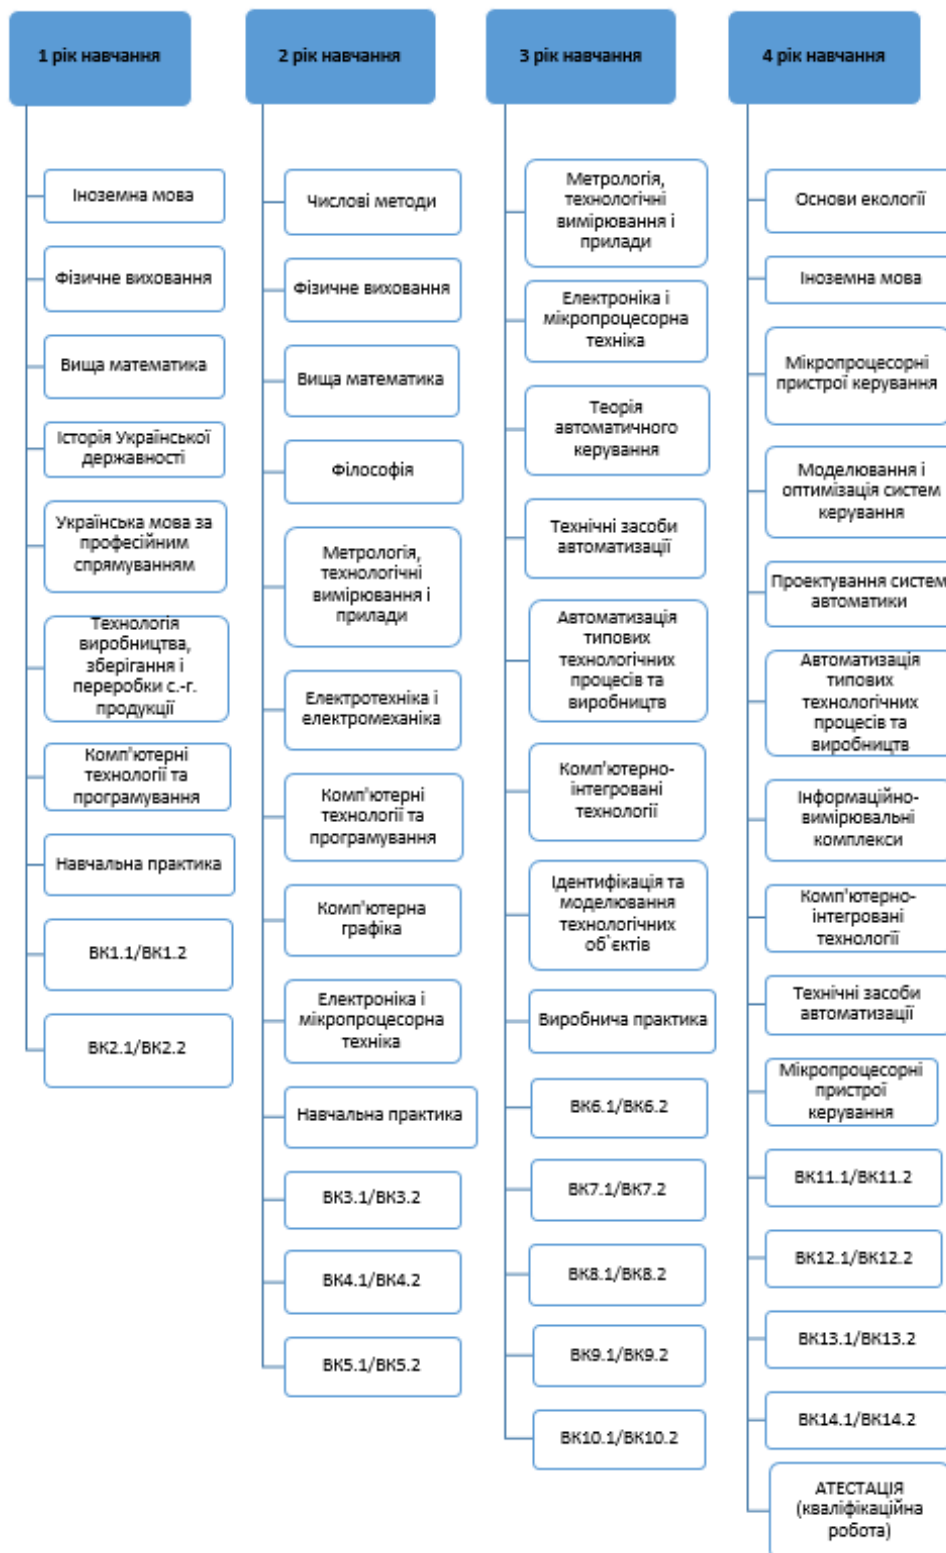 1 рік навчання
Іноземна мова
Фізичне виховання
Вища математика
Історія Української
державності
Українська мова за
професійним
спрямуванням
Технологія
виробництва,
зберігання і
переробки с.-г.
продукції
Комп'ютерні
технології та
програмування
Навчальна практика
ВК1.1/ВК1.2
ВК2.1/ВК2.2
2 рік навчання
Числові методи
Фізичне виховання
Вища математика
Філософія
Метрологія,
технологічні
вимірювання і
прилади
Електротехніка і
електромеханіка
Комп'ютерні
технології та
програмування
Комп'ютерна
графіка
Електроніка і
мікропроцесорна
техніка
Навчальна практика
ВК3.1/ВК3.2
ВК4.1/ВК4.2
ВК5.1/ВК5.2
3 рік навчання
Метрологія,
технологічні
вимірювання і
прилади
Електроніка і
мікропроцесорна
техніка
Теорія
автоматичного
керування
Технічні засоби
автоматизації
Автоматизація
типових
технологічних
процесів та
виробництв
Комп'ютерно-
інтегровані
технології
Ідентифікація та
моделювання
технологічних
об`єктів
Виробнича практика
ВК6.1/ВК6.2
ВК7.1/ВК7.2
ВК8.1/ВК8.2
ВК9.1/ВК9.2
ВК10.1/ВК10.2
4 рік навчання
Основи екології
Іноземна мова
Мікропроцесорні
пристрої керування
Моделювання і
оптимізація систем
керування
Проектування систем
автоматики
Автоматизація
типових
технологічних
процесів та
виробництв
Інформаційно-
вимірювальні
комплекси
Комп'ютерно-
інтегровані
технології
Технічні засоби
автоматизації
Мікропроцесорні
пристрої
керування
ВК11.1/ВК11.2
ВК12.1/ВК12.2
ВК13.1/ВК13.2
ВК14.1/ВК14.2
АТЕСТАЦІЯ
(кваліфікаційна
робота)